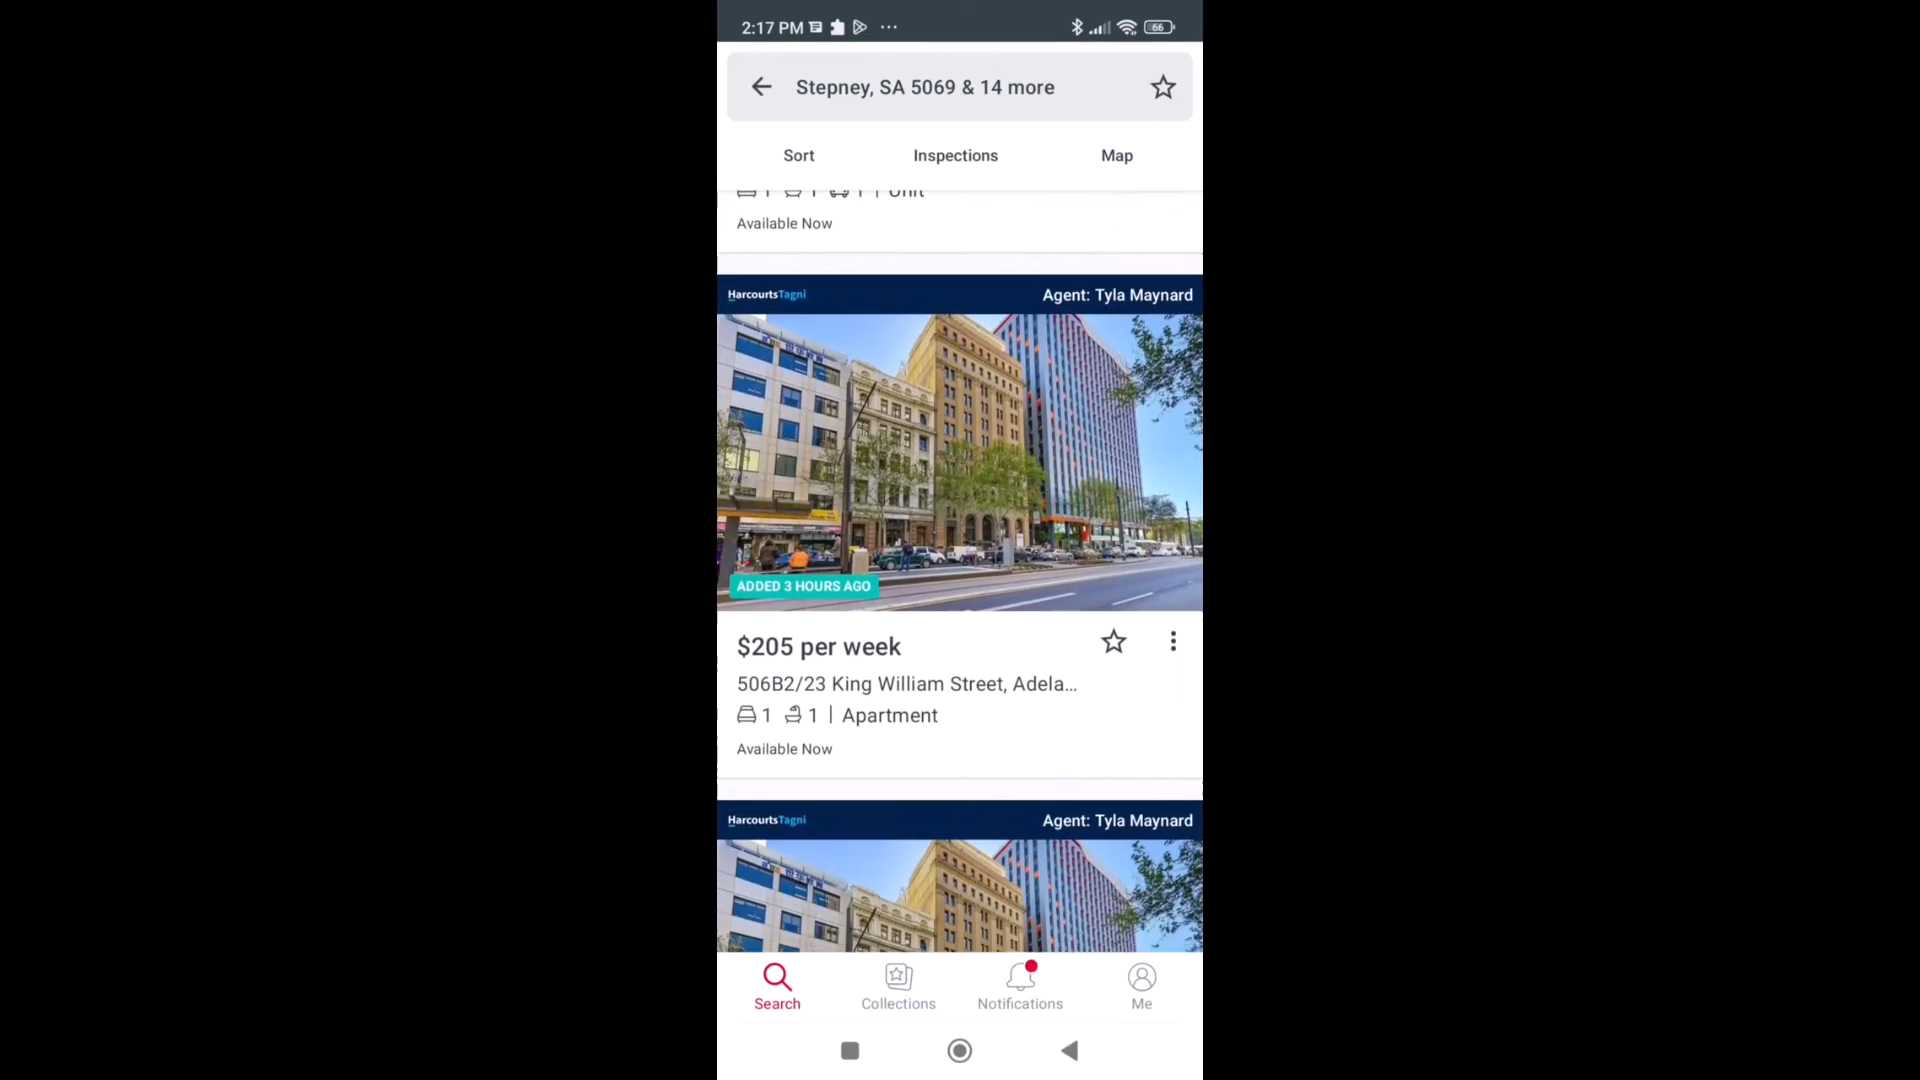 2:17 PM
66
Stepney, SA 5069 & 14 more
Sort
Inspections
Map
1 1 1 | Unit
Available Now
HarcourtsTagni
Agent: Tyla Maynard
ADDED 3 HOURS AGO
$205 per week
506B2/23 King William Street, Adela...
1 1 | Apartment
Available Now
HarcourtsTagni
Agent: Tyla Maynard
Search
Collections
Notifications
Me